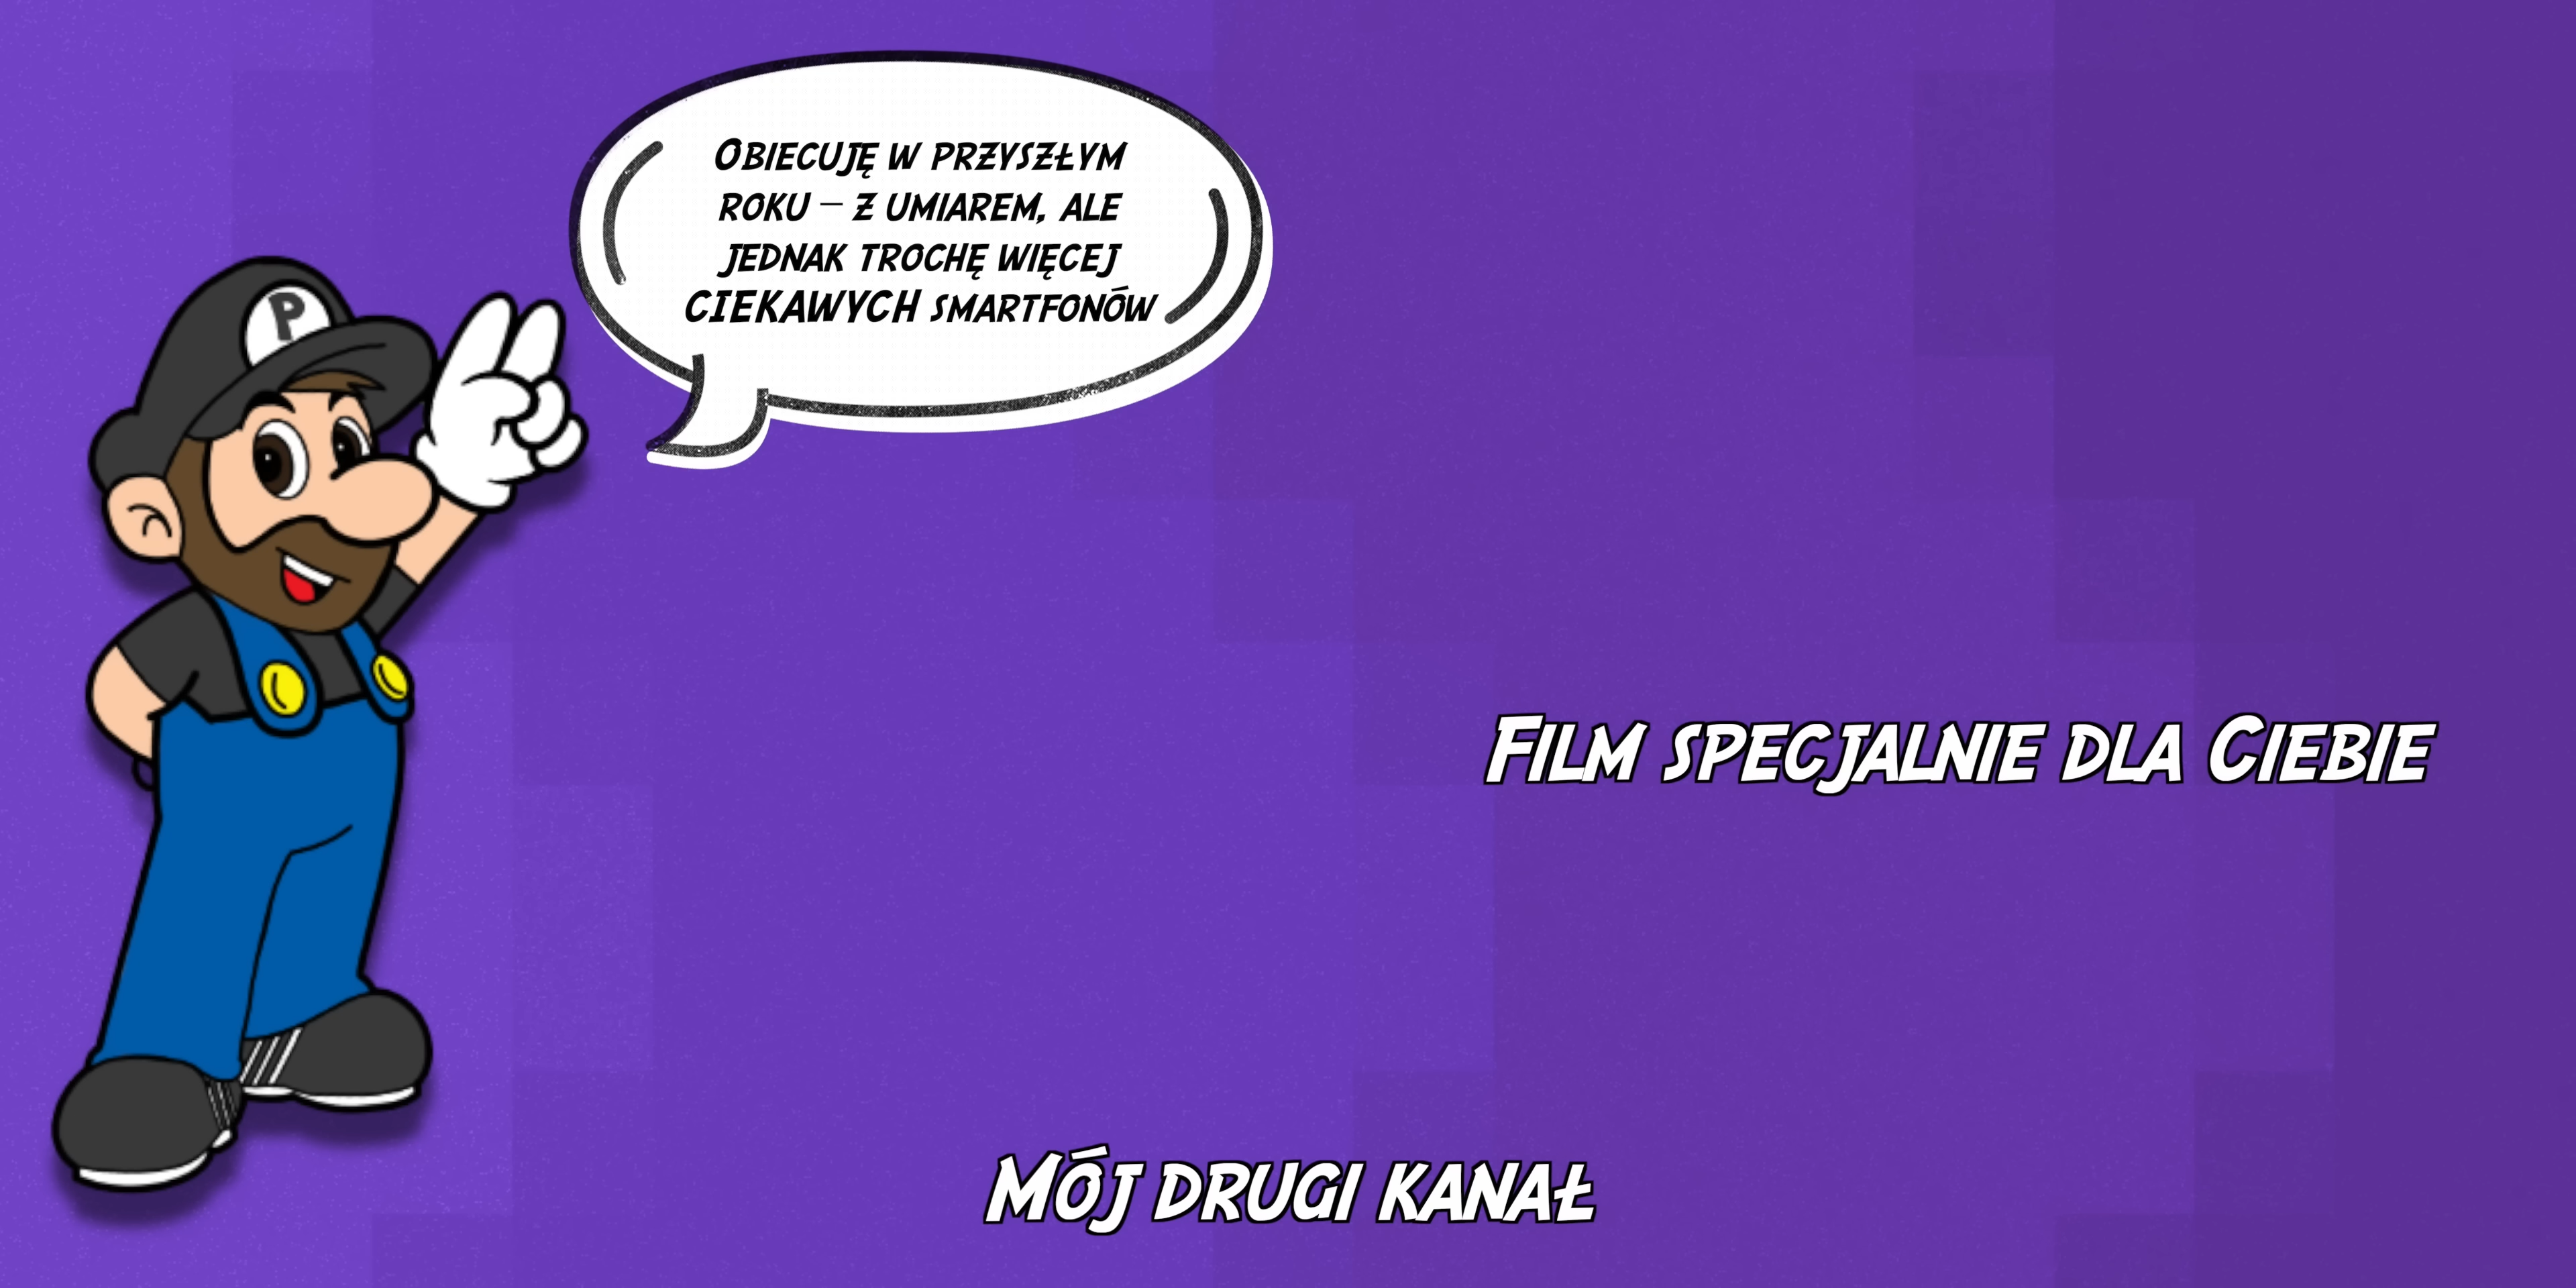 P
Obiecuję w przyszłym
roku – z umiarem, ale
jednak trochę więcej
CIEKAWYCH smartfonów
Film specjalnie dla Ciebie
Mój drugi kanał